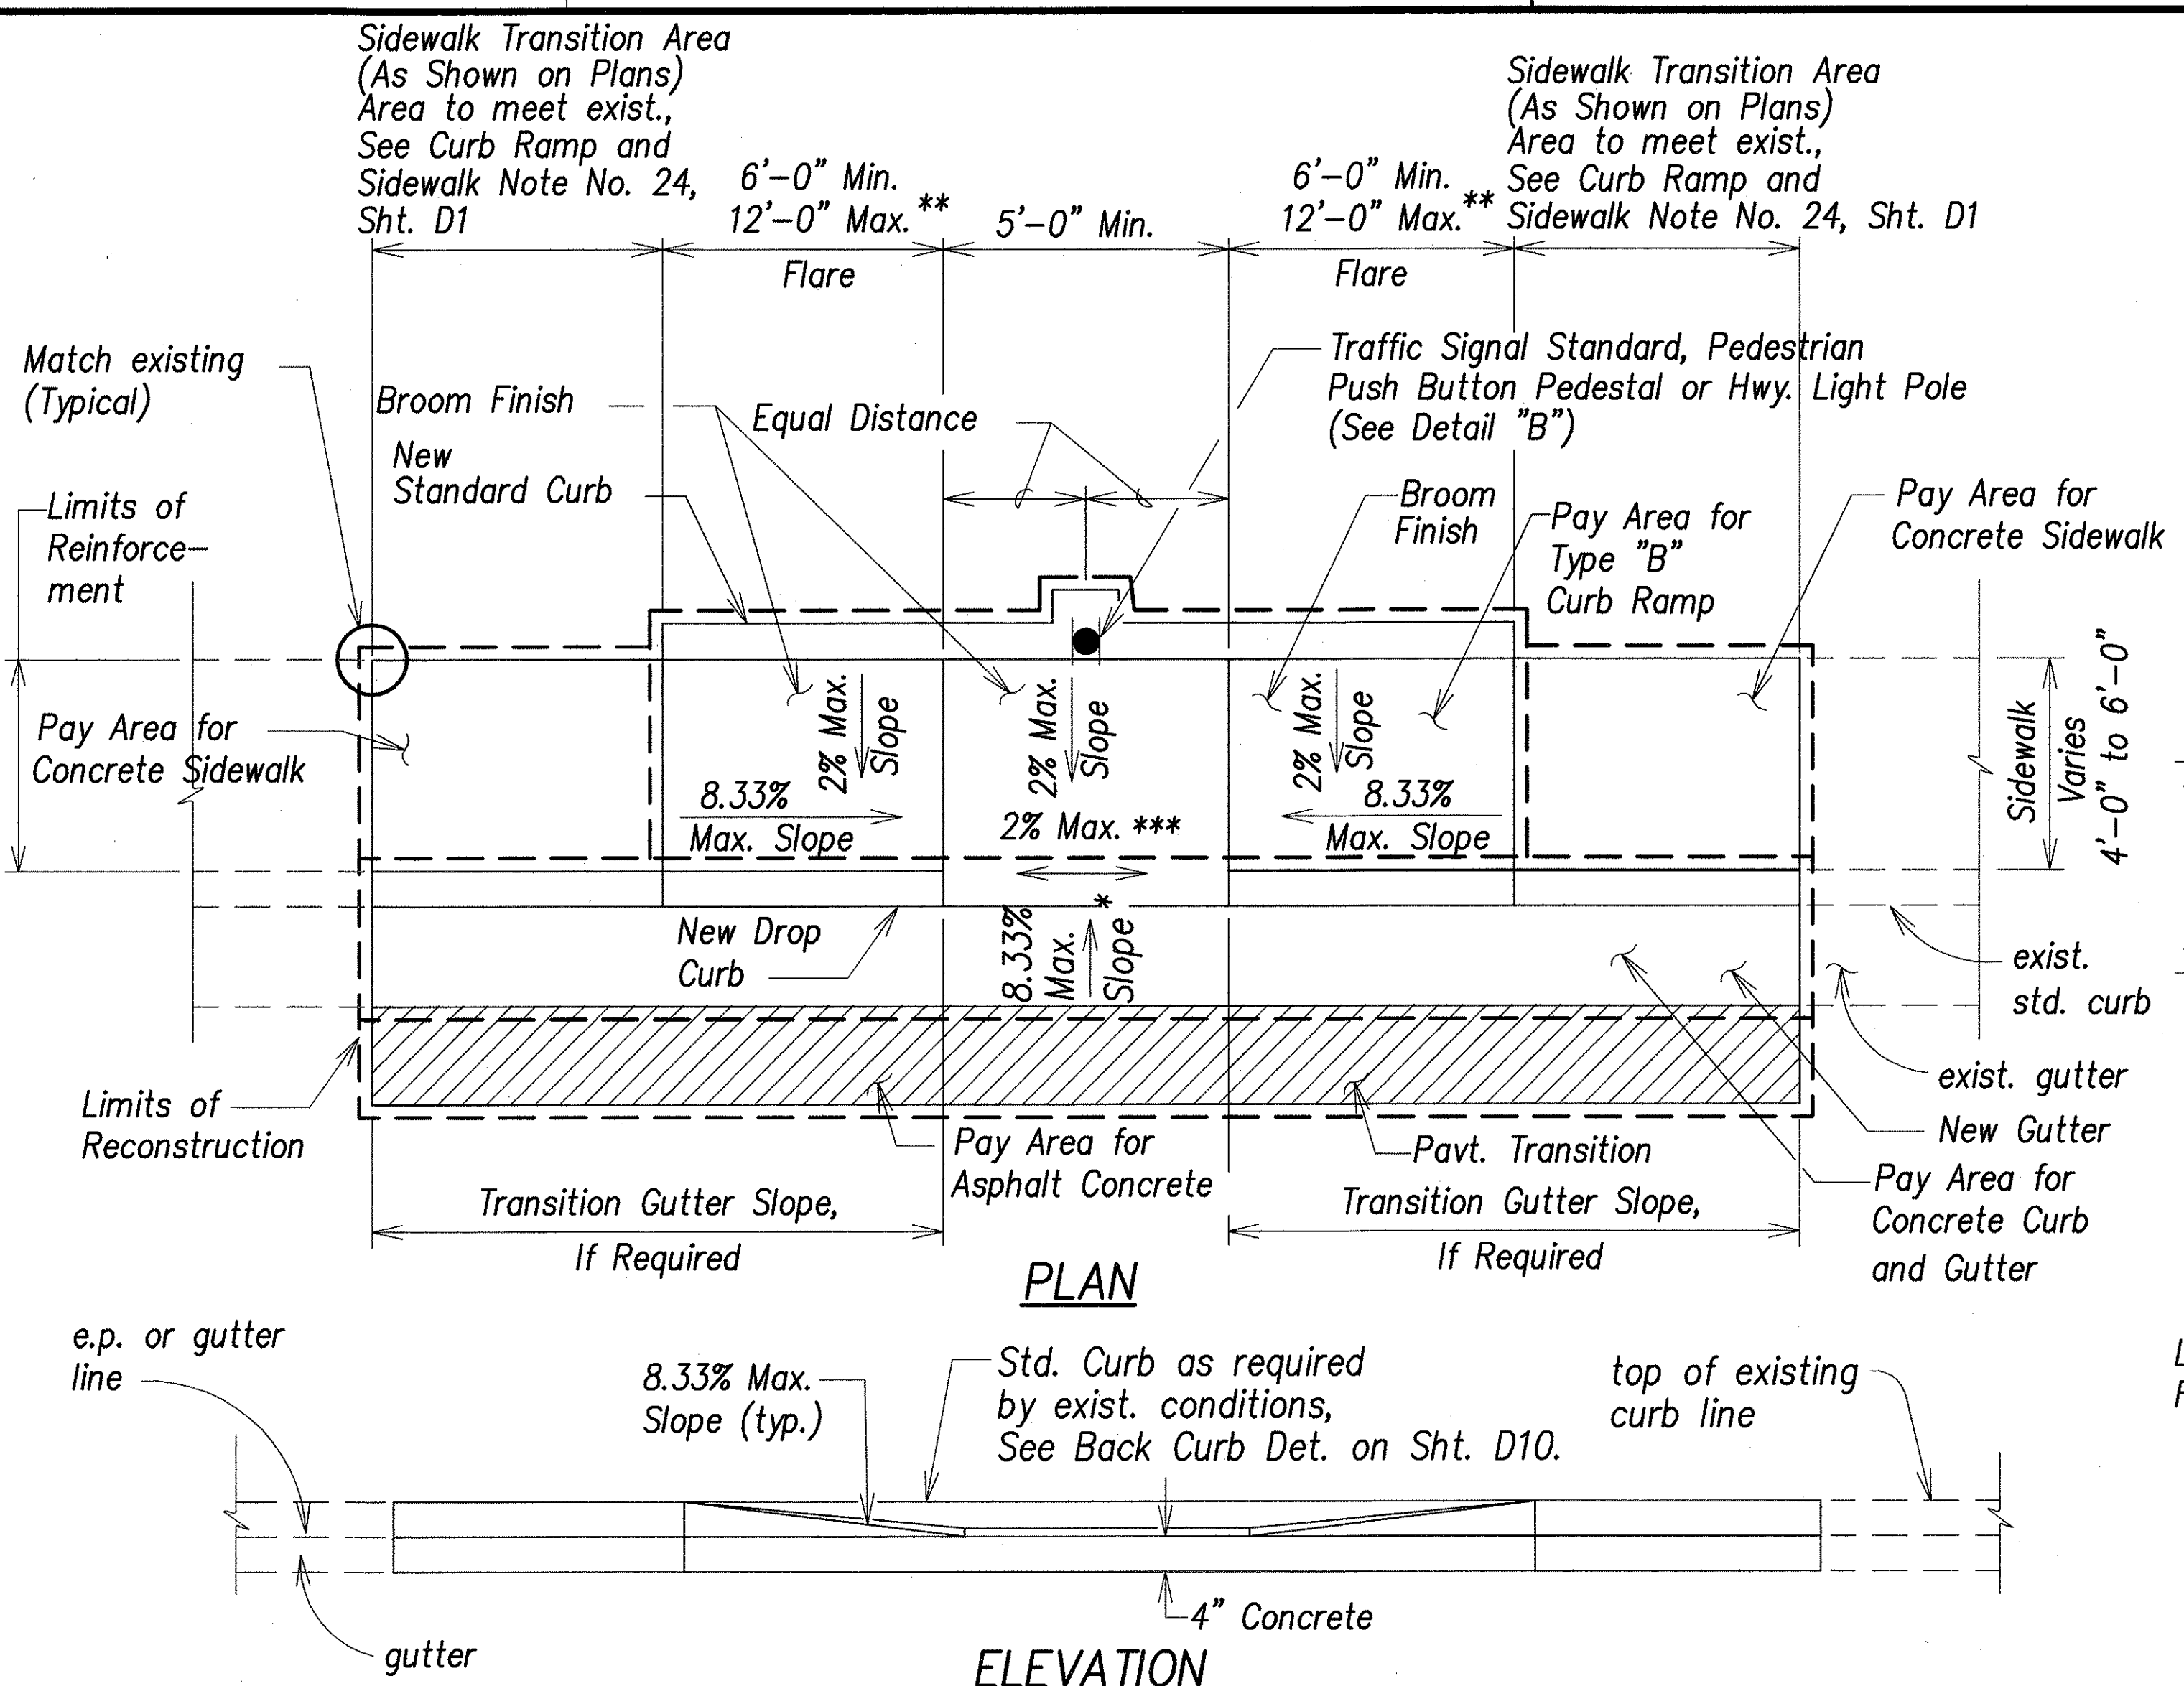 Sidewalk Transition Area
(As Shown on Plans)
Area to meet exist.,
See Curb Ramp and
Sidewalk Note No. 24,
Sht. D1
6'-0" Min.
12'-0" Max. **
Flare
5'-0" Min.
6'-0" Min.
12'-0" Max. **
Flare
Sidewalk Transition Area
(As Shown on Plans)
Area to meet exist.,
See Curb Ramp and
Sidewalk Note No. 24, Sht. D1
Match existing
(Typical)
Broom Finish
New
Standard Curb
Equal Distance
Traffic Signal Standard, Pedestrian
Push Button Pedestal or Hwy. Light Pole
(See Detail "B")
Limits of
Reinforce-
ment
Broom
Finish
Pay Area for
Type "B"
Curb Ramp
Pay Area for
Concrete Sidewalk
Pay Area for
Concrete Sidewalk
2% Max.
Slope
8.33%
Max. Slope
2% Max.
Slope
2% Max. ***
2% Max.
Slope
8.33%
Max. Slope
Sidewalk
Varies
4'-0" to 6'-0"
New Drop
Curb
8.33%
Max.
Slope*
exist.
std. curb
exist. gutter
New Gutter
Pay Area for
Concrete Curb
and Gutter
Limits of
Reconstruction
Pay Area for
Asphalt Concrete
Pavt. Transition
Transition Gutter Slope,
If Required
Transition Gutter Slope,
If Required
PLAN
e.p. or gutter
line
8.33% Max.
Slope (typ.)
Std. Curb as required
by exist. conditions,
See Back Curb Det. on Sht. D10.
top of existing
curb line
4" Concrete
gutter
ELEVATION